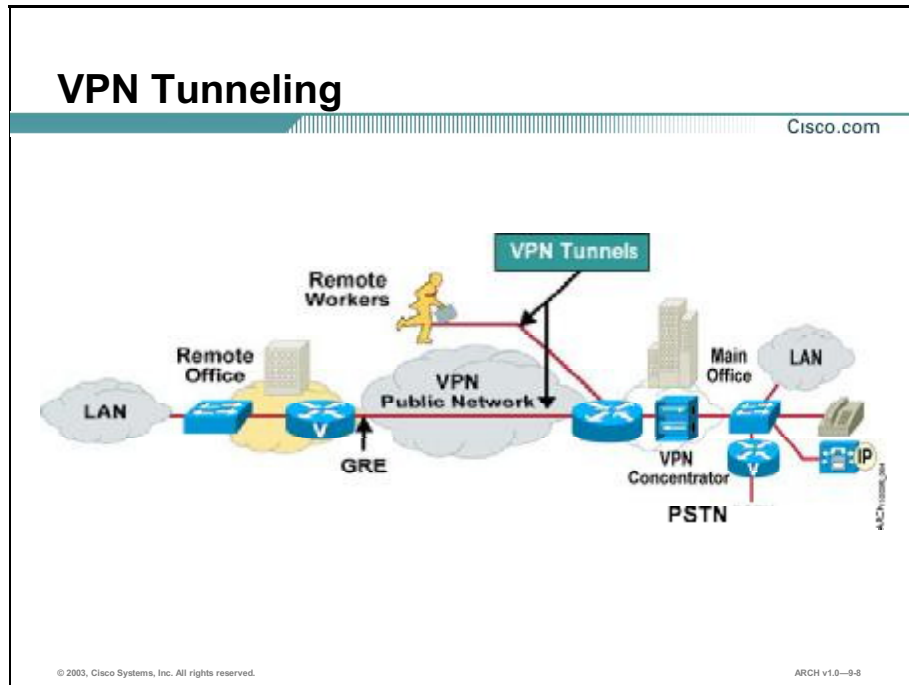 VPN Tunneling
Cisco.com
VPN Tunnels
Remote
Workers
Remote
Office
LAN
V
GRE
VPN
Public Network
Main
Office
LAN
VPN
Concentrator
V
IP
PSTN
© 2003, Cisco Systems, Inc. All rights reserved.
ARCH v1.0—9-8